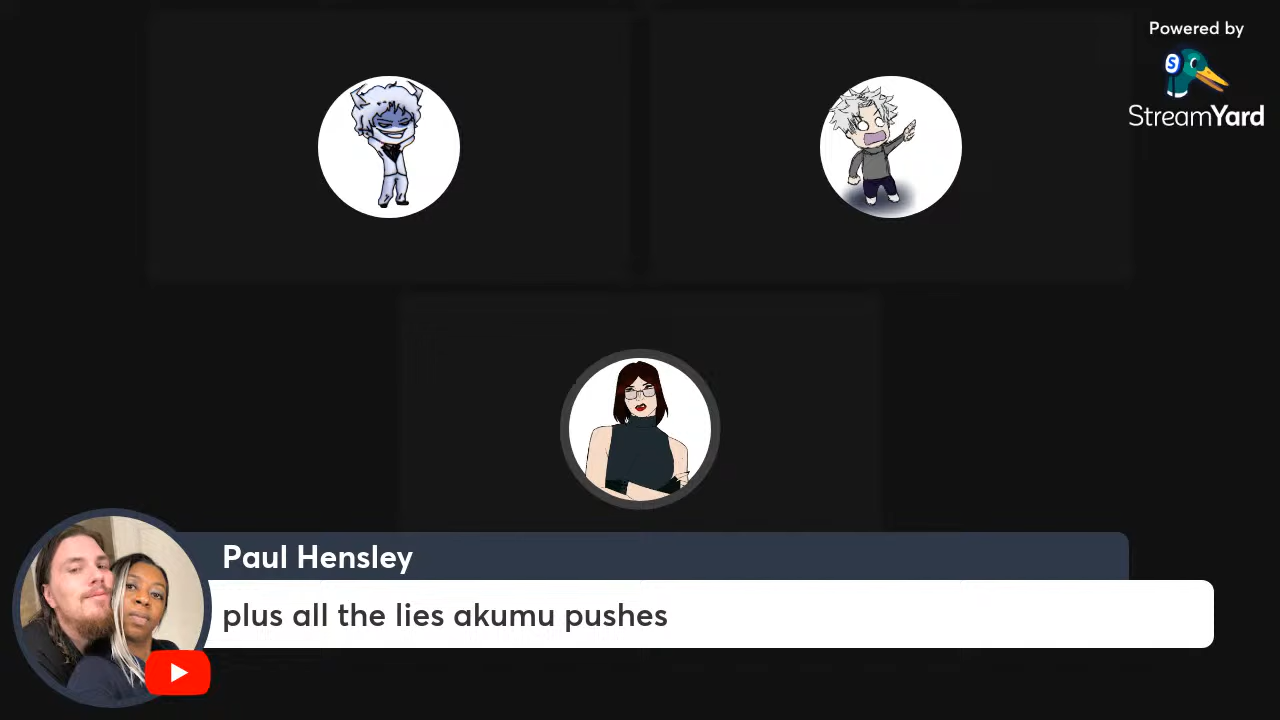 Powered by
S
StreamYard
Paul Hensley
plus all the lies akumu pushes